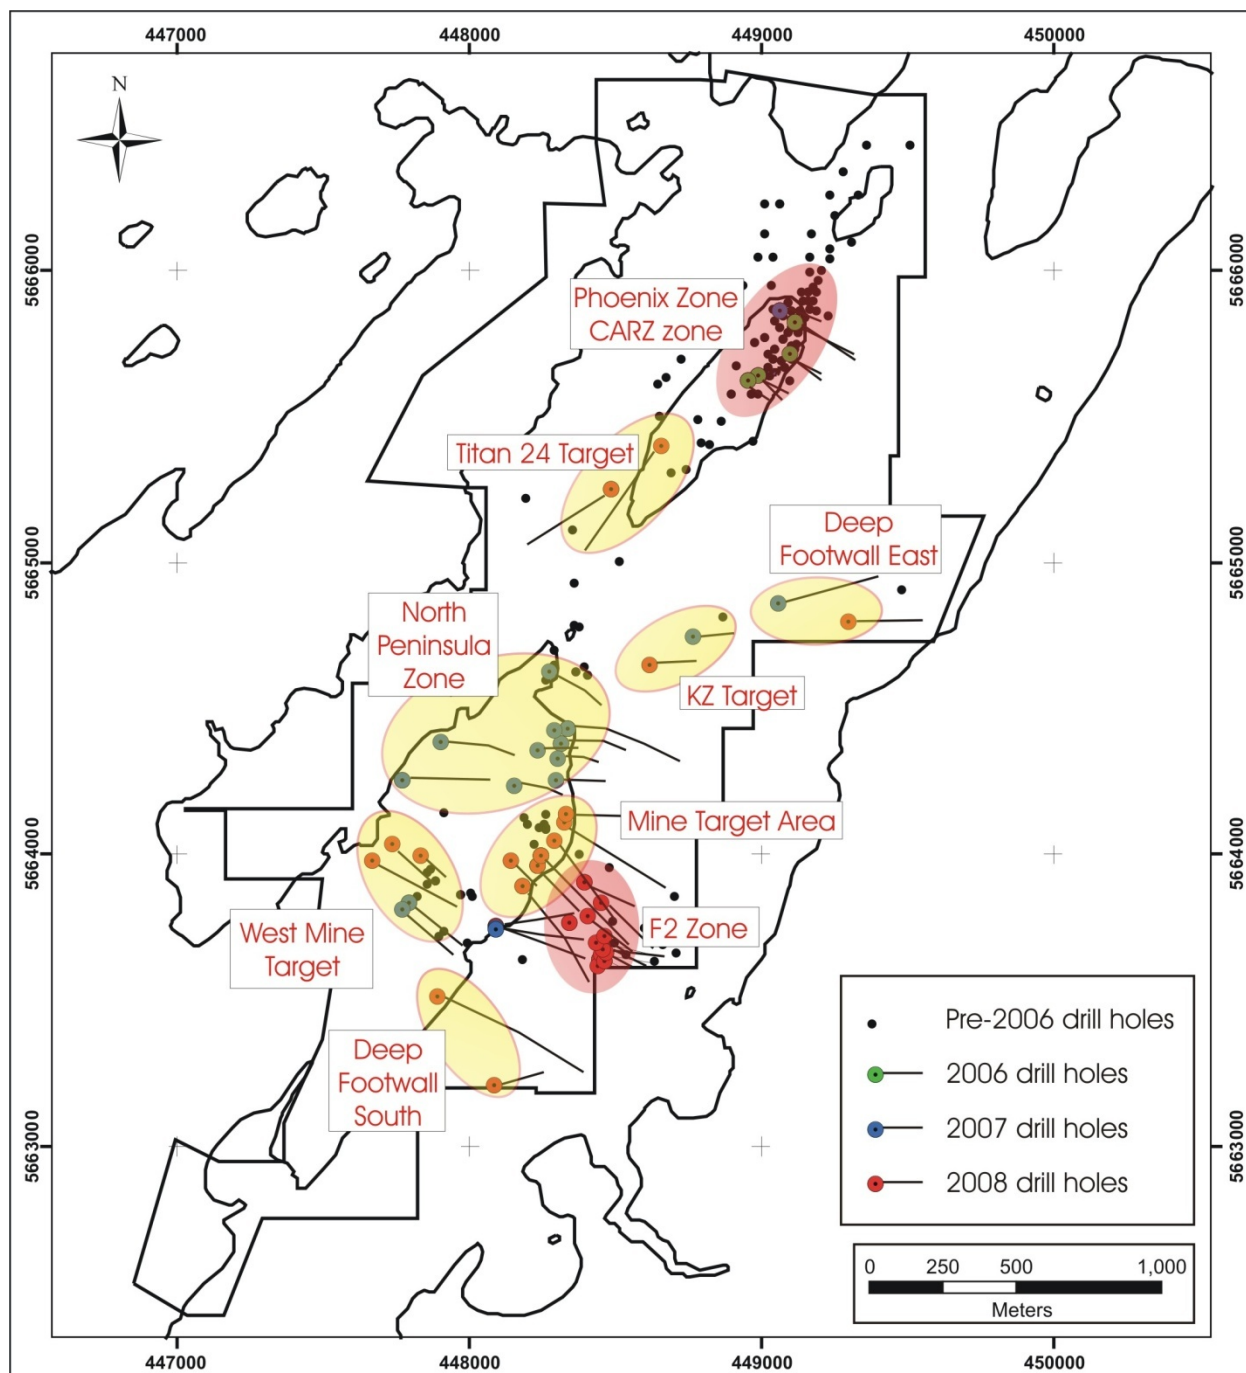 447000 448000 449000 450000
N
5666000 5666000
Phoenix Zone
CARZ zone
Titan 24 Target
Deep
Footwall East
5665000 5665000
North
Peninsula
Zone
KZ Target
Mine Target Area
5664000 5664000
West Mine
Target
F2 Zone
Deep
Footwall
South
5663000 5663000
Pre-2006 drill holes
2006 drill holes
2007 drill holes
2008 drill holes
0 250 500 1,000
Meters
447000 448000 449000 450000